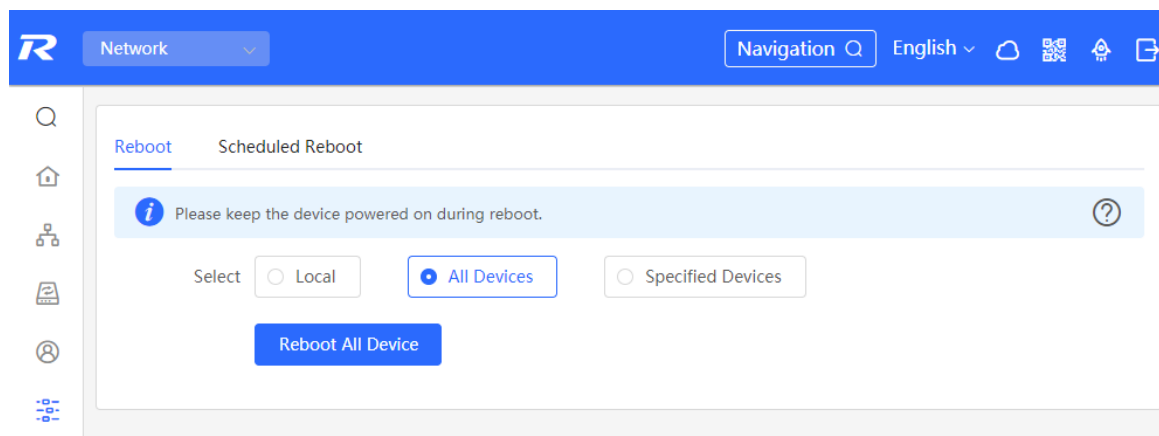 R Network Navigation English
Reboot Scheduled Reboot
i Please keep the device powered on during reboot. ?
Select Local All Devices Specified Devices
Reboot All Device